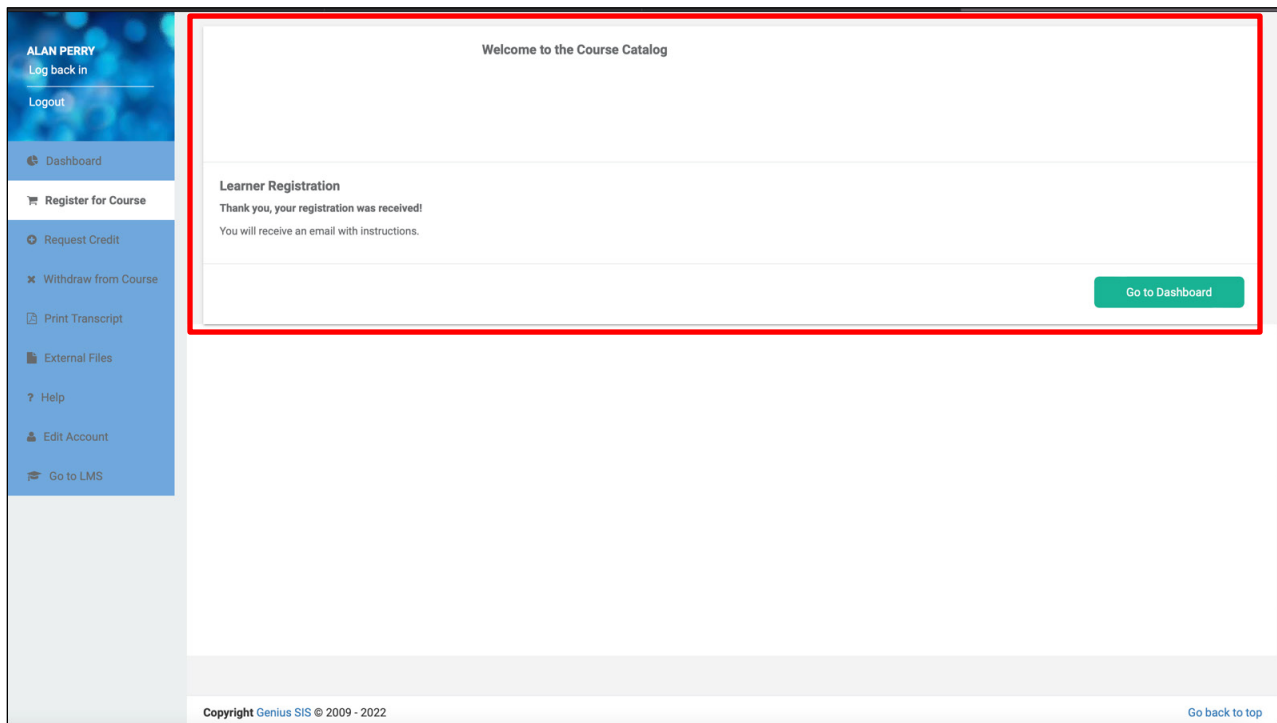 ALAN PERRY
Log back in
Logout
Dashboard
Register for Course
Request Credit
Withdraw from Course
Print Transcript
External Files
? Help
Edit Account
Go to LMS
Welcome to the Course Catalog
Learner Registration
Thank you, your registration was received!
You will receive an email with instructions.
Go to Dashboard
Copyright Genius SIS © 2009 - 2022
Go back to top